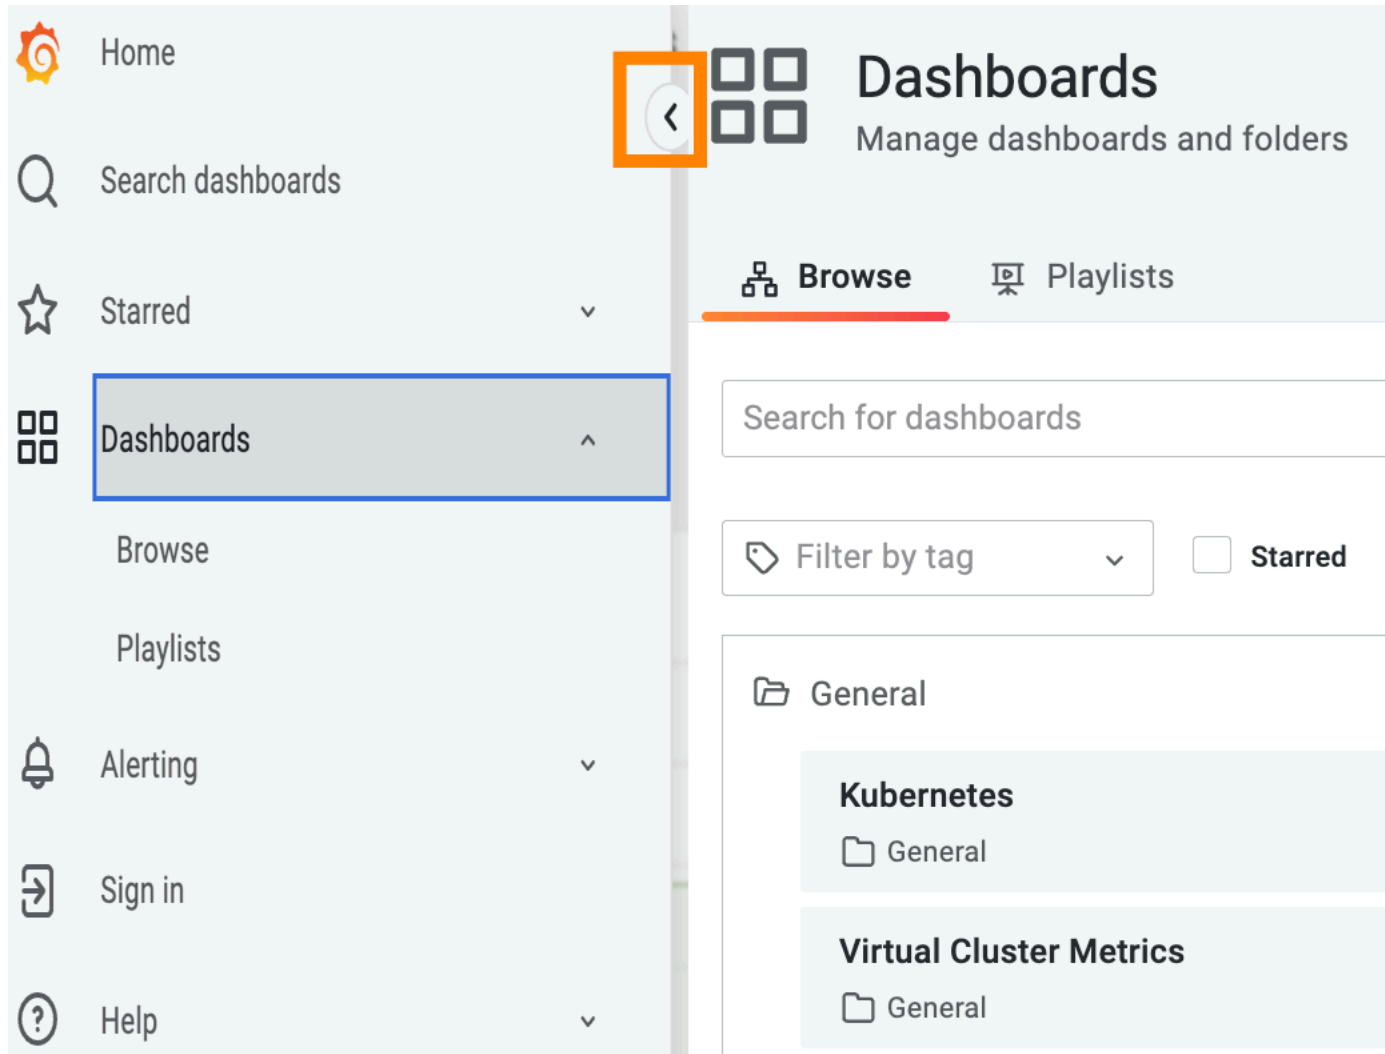 Home
Search dashboards
Starred
Dashboards
Browse
Playlists
Alerting
Sign in
Help
Dashboards
Manage dashboards and folders
Browse
Playlists
Search for dashboards
Filter by tag
Starred
General
Kubernetes
General
Virtual Cluster Metrics
General